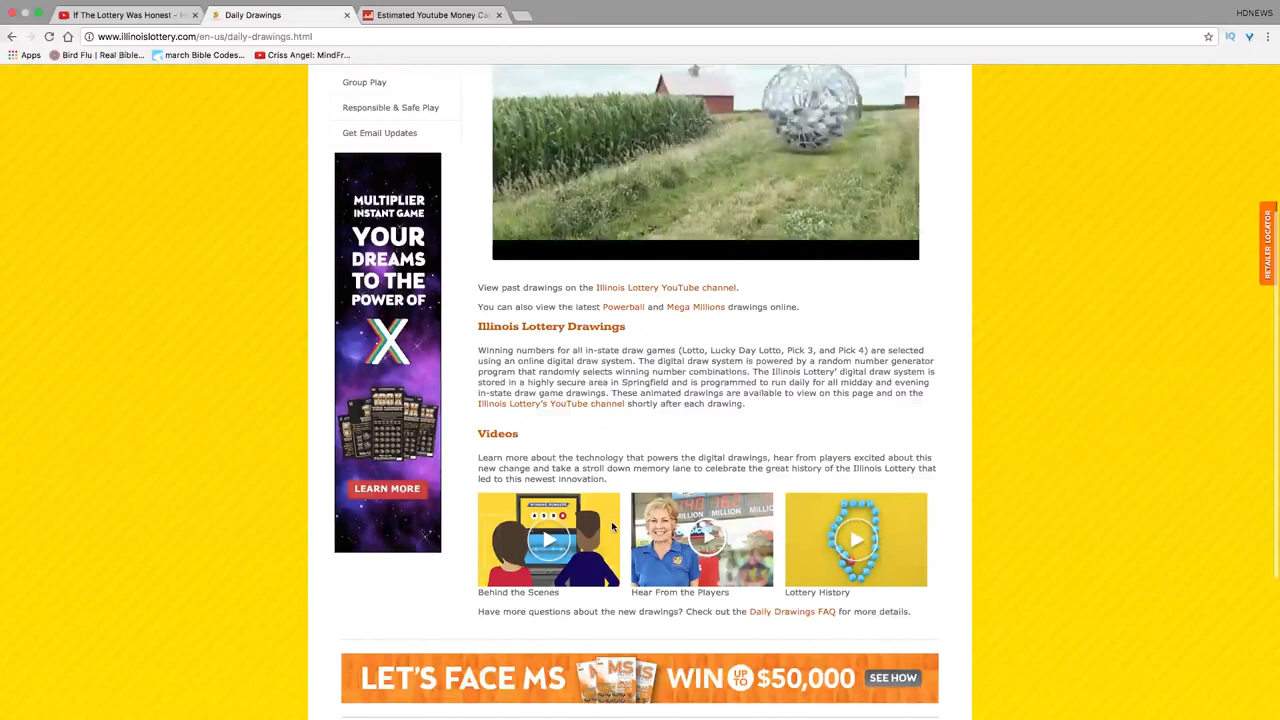 If The Lottery Was Honest - H
Daily Drawings
Estimated Youtube Money Ca
HDNEWS
www.illinoislottery.com/en-us/daily-drawings.html
Apps
Bird Flu | Real Bible...
march Bible Codes...
Criss Angel: MindFr...
Group Play
Responsible & Safe Play
Get Email Updates
MULTIPLIER
INSTANT GAME
YOUR
DREAMS
TO THE
POWER OF
X
LEARN MORE
RETAILER LOCATOR
View past drawings on the Illinois Lottery YouTube channel.
You can also view the latest Powerball and Mega Millions drawings online.
Illinois Lottery Drawings
Winning numbers for all in-state draw games (Lotto, Lucky Day Lotto, Pick 3, and Pick 4) are selected
using an online digital draw system. The digital draw system is powered by a random number generator
program that randomly selects winning number combinations. The Illinois Lottery' digital draw system is
stored in a highly secure area in Springfield and is programmed to run daily for all midday and evening
in-state draw game drawings. These animated drawings are available to view on this page and on the
Illinois Lottery's YouTube channel shortly after each drawing.
Videos
Learn more about the technology that powers the digital drawings, hear from players excited about this
new change and take a stroll down memory lane to celebrate the great history of the Illinois Lottery that
led to this newest innovation.
WINNING NUMBERS
MILLION
MILLION
MILLI
Behind the Scenes
Hear From the Players
Lottery History
Have more questions about the new drawings? Check out the Daily Drawings FAQ for more details.
LET'S FACE MS
MS
WIN UP TO $50,000
SEE HOW